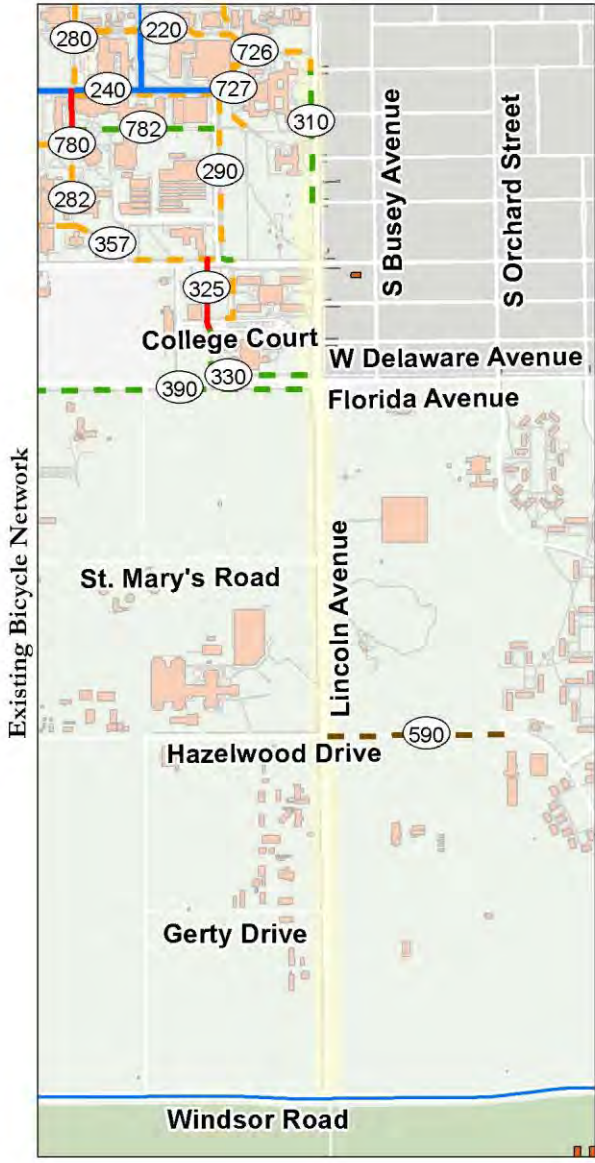 280
220
726
240
727
310
780
782
290
282
357
S Busey Avenue
S Orchard Street
325
College Court
W Delaware Avenue
330
390
Florida Avenue
Existing Bicycle Network
St. Mary's Road
Lincoln Avenue
590
Hazelwood Drive
Gerty Drive
Windsor Road